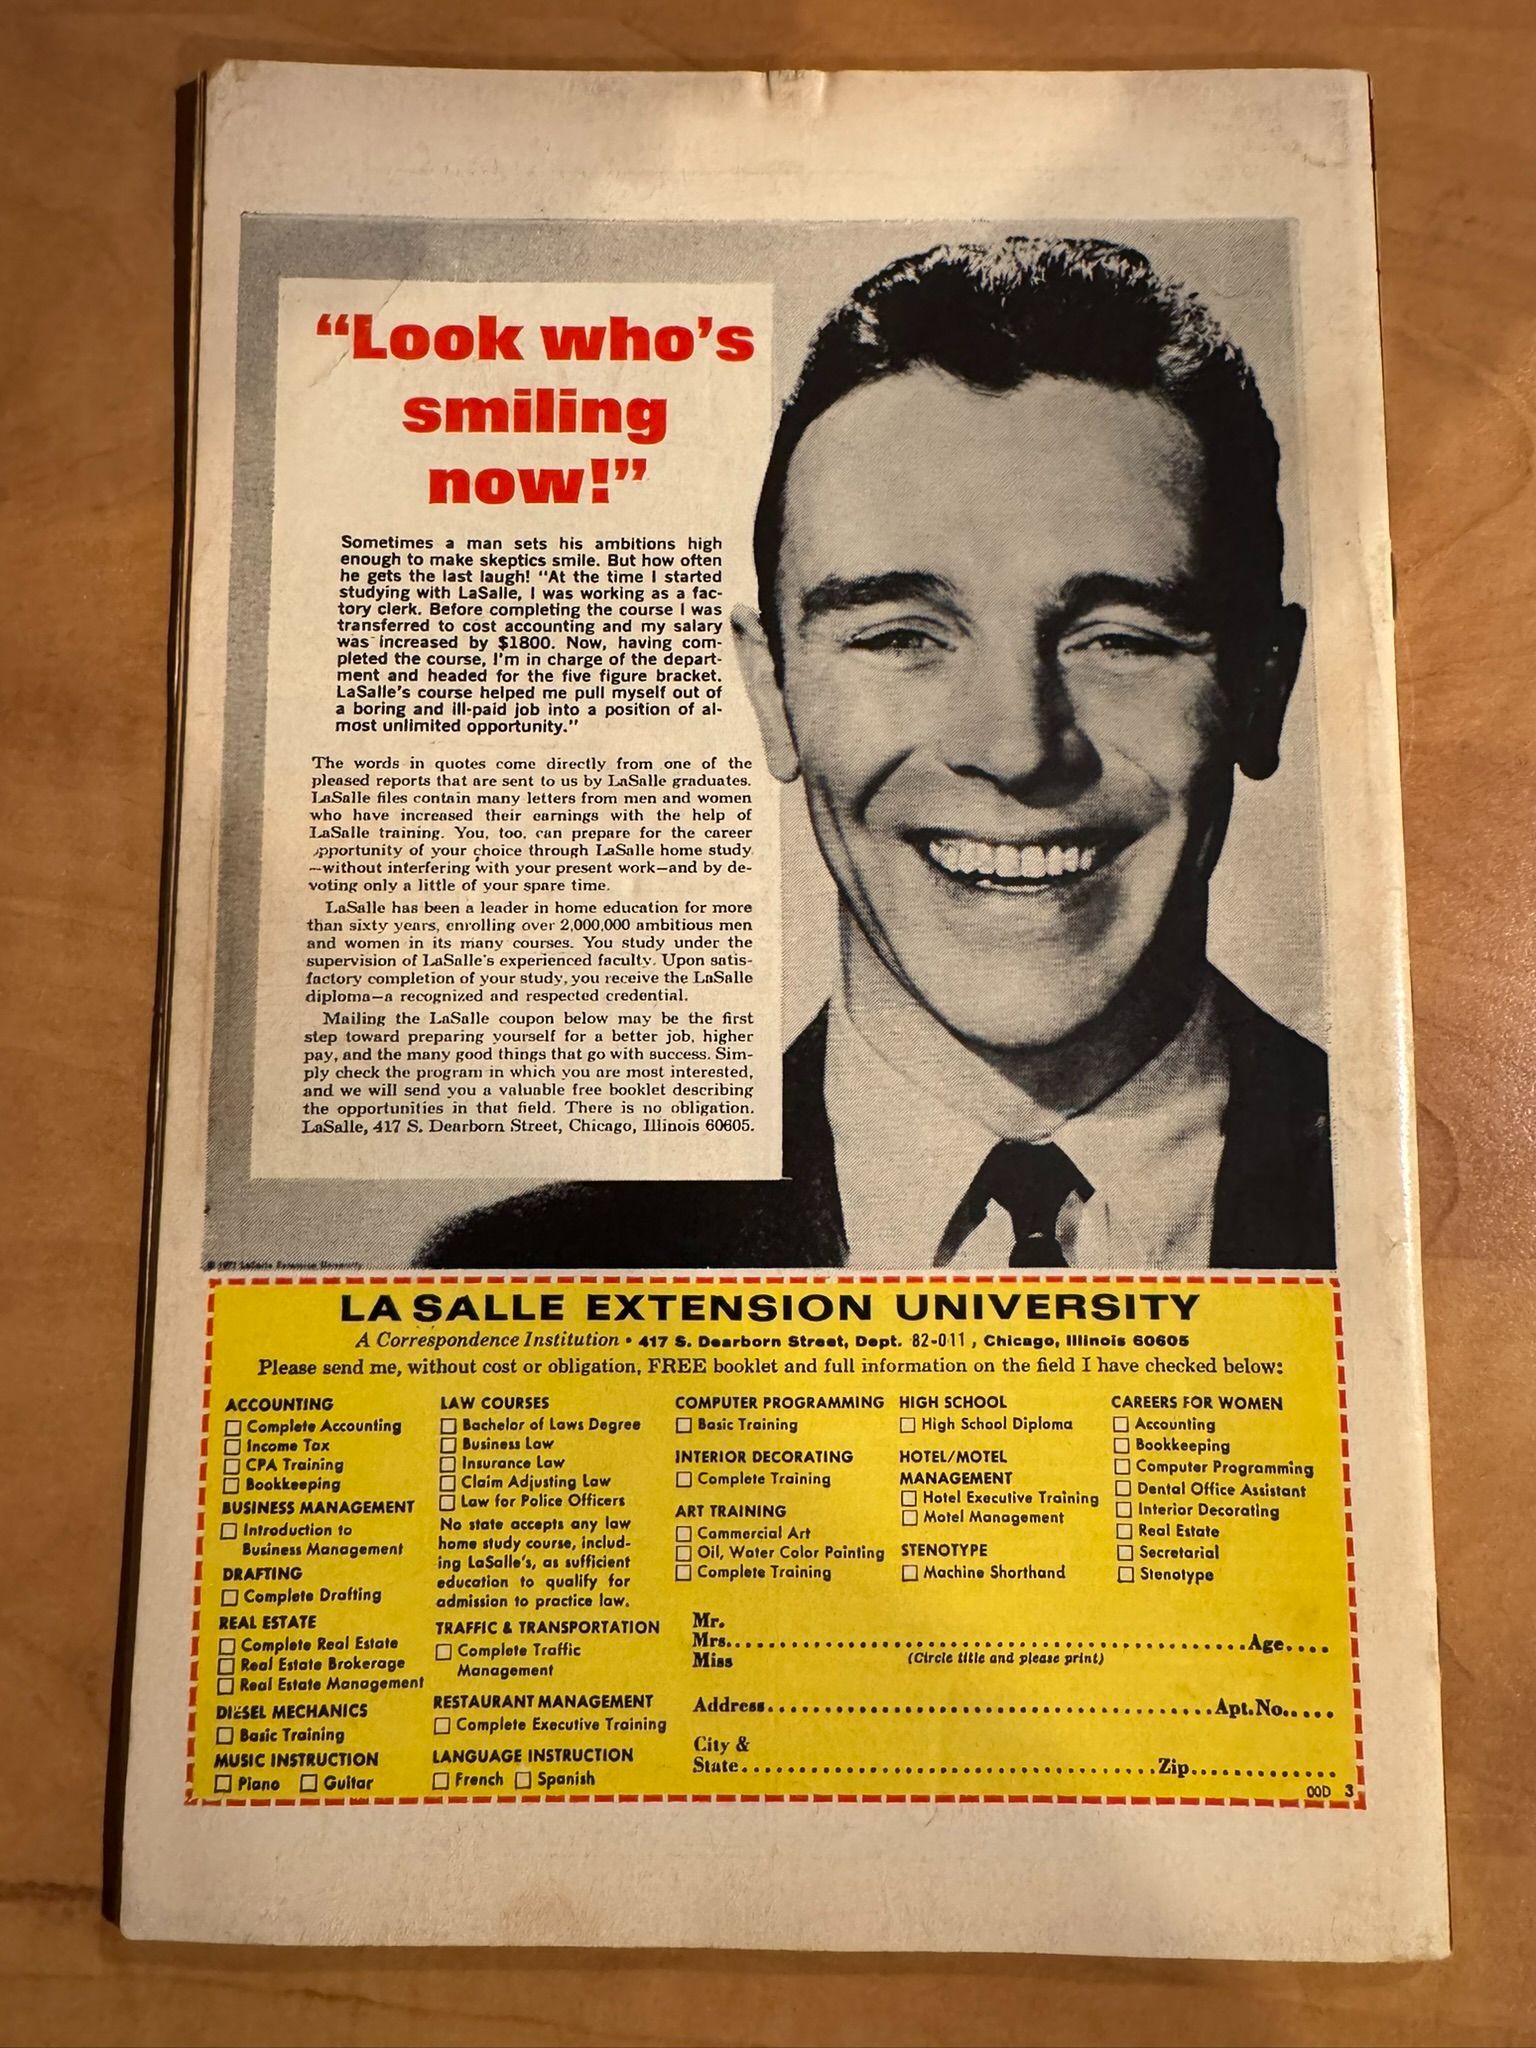 “Look who’s
smiling
now!”
Sometimes a man sets his ambitions high
enough to make skeptics smile. But how often
he gets the last laugh! “At the time I started
studying with LaSalle, I was working as a fac-
tory clerk. Before completing the course I was
transferred to cost accounting and my salary
was increased by $1800. Now, having com-
pleted the course, I’m in charge of the depart-
ment and headed for the five figure bracket.
LaSalle’s course helped me pull myself out of
a boring and ill-paid job into a position of al-
most unlimited opportunity.”
The words in quotes come directly from one of the
pleased reports that are sent to us by LaSalle graduates.
LaSalle files contain many letters from men and women
who have increased their earnings with the help of
LaSalle training. You, too, can prepare for the career
opportunity of your choice through LaSalle home study
—without interfering with your present work—and by de-
voting only a little of your spare time.
LaSalle has been a leader in home education for more
than sixty years, enrolling over 2,000,000 ambitious men
and women in its many courses. You study under the
supervision of LaSalle’s experienced faculty. Upon satis-
factory completion of your study, you receive the LaSalle
diploma—a recognized and respected credential.
Mailing the LaSalle coupon below may be the first
step toward preparing yourself for a better job, higher
pay, and the many good things that go with success. Sim-
ply check the program in which you are most interested,
and we will send you a valuable free booklet describing
the opportunities in that field. There is no obligation.
LaSalle, 417 S. Dearborn Street, Chicago, Illinois 60605.
LaSalle Extension University
LA SALLE EXTENSION UNIVERSITY
A Correspondence Institution • 417 S. Dearborn Street, Dept. 82-011, Chicago, Illinois 60605
Please send me, without cost or obligation, FREE booklet and full information on the field I have checked below:
ACCOUNTING
Complete Accounting
Income Tax
CPA Training
Bookkeeping
BUSINESS MANAGEMENT
Introduction to
Business Management
DRAFTING
Complete Drafting
REAL ESTATE
Complete Real Estate
Real Estate Brokerage
Real Estate Management
DIESEL MECHANICS
Basic Training
MUSIC INSTRUCTION
Piano Guitar
LAW COURSES
Bachelor of Laws Degree
Business Law
Insurance Law
Claim Adjusting Law
Law for Police Officers
No state accepts any law
home study course, includ-
ing LaSalle’s, as sufficient
education to qualify for
admission to practice law.
TRAFFIC & TRANSPORTATION
Complete Traffic
Management
RESTAURANT MANAGEMENT
Complete Executive Training
LANGUAGE INSTRUCTION
French Spanish
COMPUTER PROGRAMMING
Basic Training
INTERIOR DECORATING
Complete Training
ART TRAINING
Commercial Art
Oil, Water Color Painting
Complete Training
HIGH SCHOOL
High School Diploma
HOTEL/MOTEL
MANAGEMENT
Hotel Executive Training
Motel Management
STENOTYPE
Machine Shorthand
CAREERS FOR WOMEN
Accounting
Bookkeeping
Computer Programming
Dental Office Assistant
Interior Decorating
Real Estate
Secretarial
Stenotype
Mr.
Mrs. Age
Miss (Circle title and please print)
Address Apt. No.
City &
State Zip
OOD 3